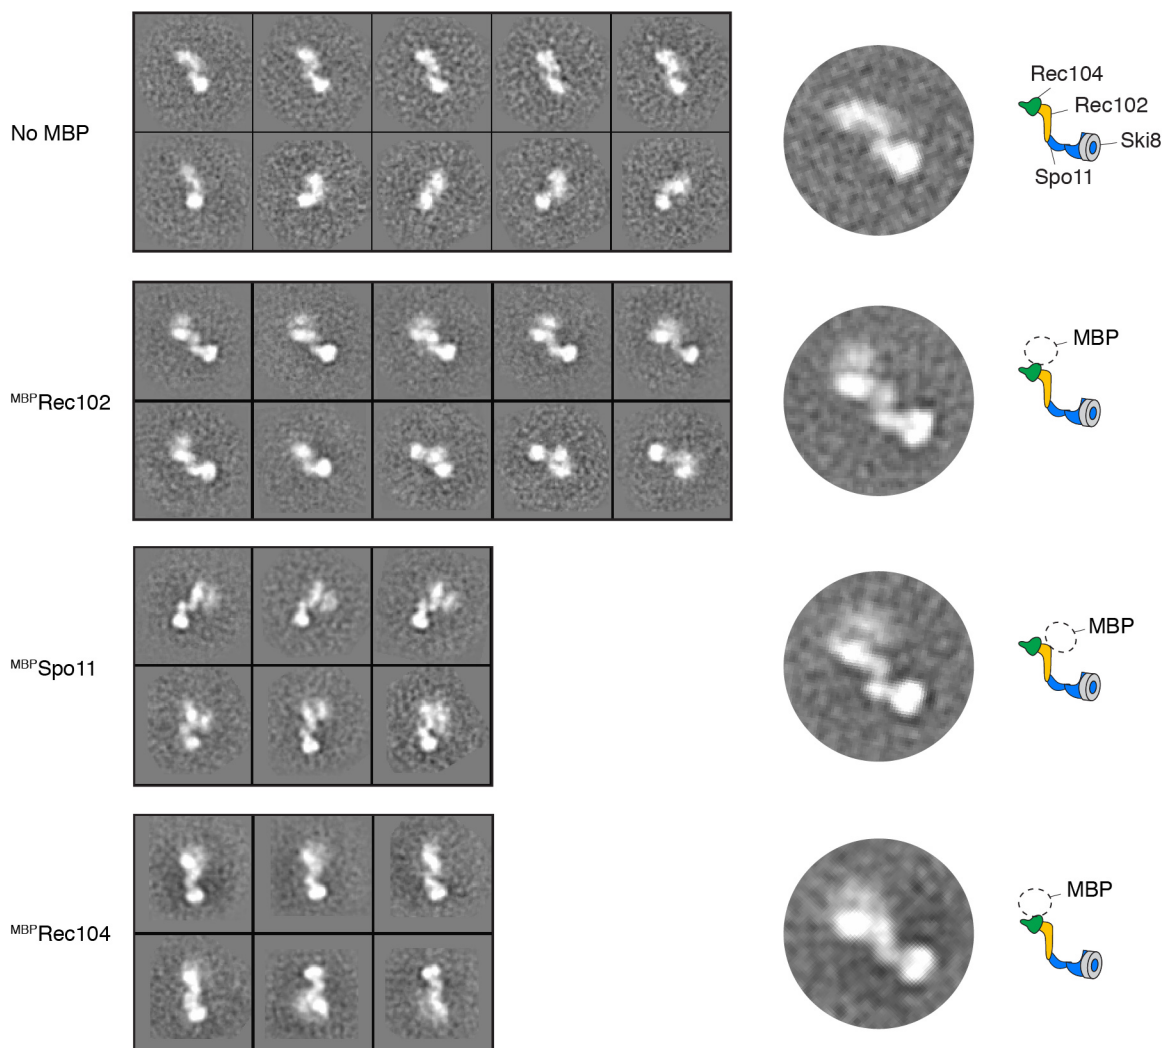 No MBP
Rec104
Rec102
Ski8
Spo11
MBPRec102
MBP
MBPSpo11
MBP
MBPRec104
MBP